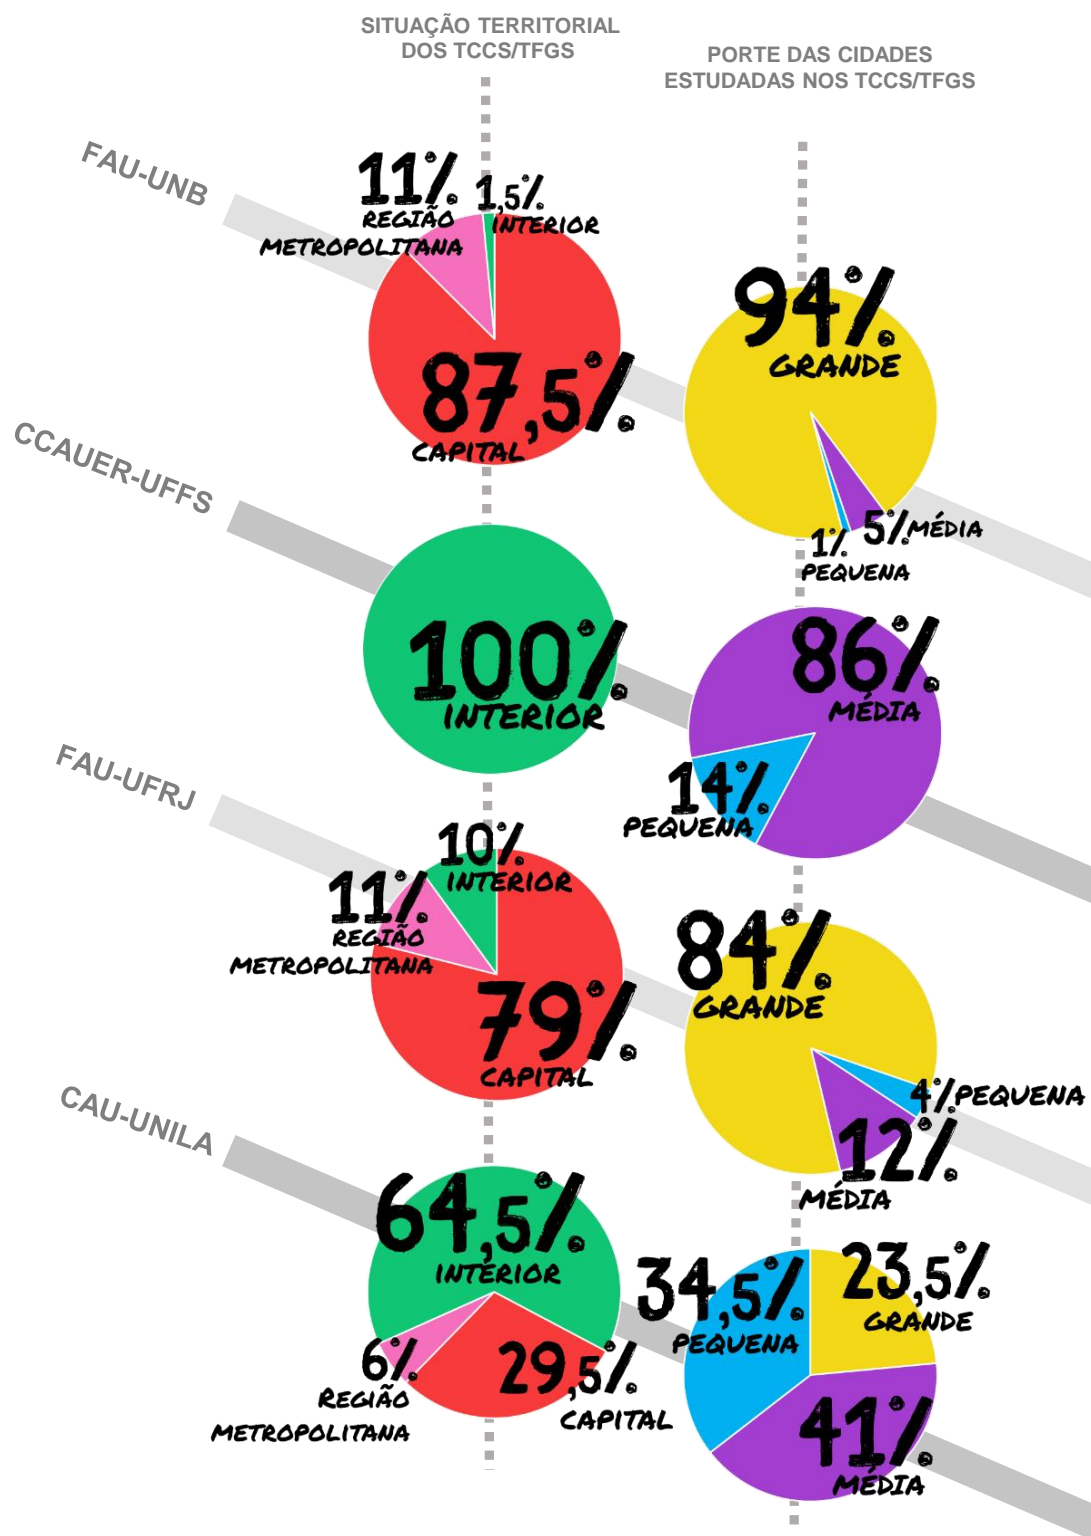 SITUAÇÃO TERRITORIAL
DOS TCCS/TFGS
PORTE DAS CIDADES
ESTUDADAS NOS TCCS/TFGS
FAU-UNB
11%
REGIÃO
METROPOLITANA
1,5%
INTERIOR
87,5%
CAPITAL
94%
GRANDE
5% MÉDIA
1%
PEQUENA
CCAUER-UFFS
100%
INTERIOR
86%
MÉDIA
14%
PEQUENA
FAU-UFRJ
10%
INTERIOR
11%
REGIÃO
METROPOLITANA
79%
CAPITAL
84%
GRANDE
4% PEQUENA
12%
MÉDIA
CAU-UNILA
64,5%
INTERIOR
6%
REGIÃO
METROPOLITANA
29,5%
CAPITAL
34,5%
PEQUENA
23,5%
GRANDE
41%
MÉDIA